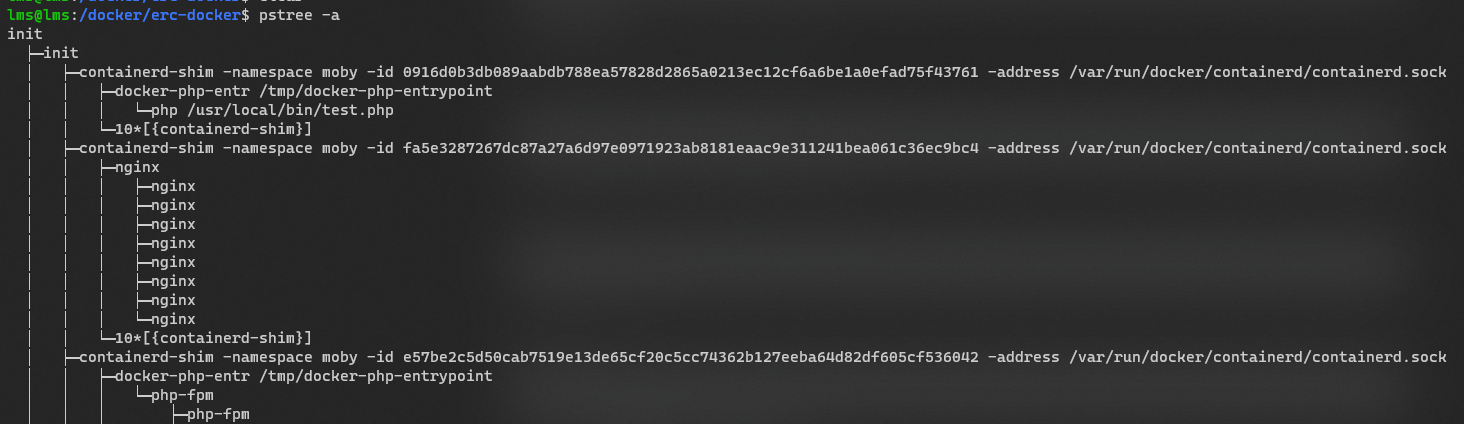 lms@lms:/docker/erc-docker$ pstree -a
init
├─init
│ ├─containerd-shim -namespace moby -id 0916d0b3db089aabdb788ea57828d2865a0213ec12cf6a6be1a0efad75f43761 -address /var/run/docker/containerd/containerd.sock
│ │ ├─docker-php-entr /tmp/docker-php-entrypoint
│ │ │ └─php /usr/local/bin/test.php
│ │ └─10*[{containerd-shim}]
│ ├─containerd-shim -namespace moby -id fa5e3287267dc87a27a6d97e0971923ab8181eaac9e311241bea061c36ec9bc4 -address /var/run/docker/containerd/containerd.sock
│ │ ├─nginx
│ │ │ ├─nginx
│ │ │ ├─nginx
│ │ │ ├─nginx
│ │ │ ├─nginx
│ │ │ ├─nginx
│ │ │ ├─nginx
│ │ │ ├─nginx
│ │ │ └─nginx
│ │ └─10*[{containerd-shim}]
│ ├─containerd-shim -namespace moby -id e57be2c5d50cab7519e13de65cf20c5cc74362b127eeba64d82df605cf536042 -address /var/run/docker/containerd/containerd.sock
│ │ ├─docker-php-entr /tmp/docker-php-entrypoint
│ │ │ └─php-fpm
│ │ │ ├─php-fpm